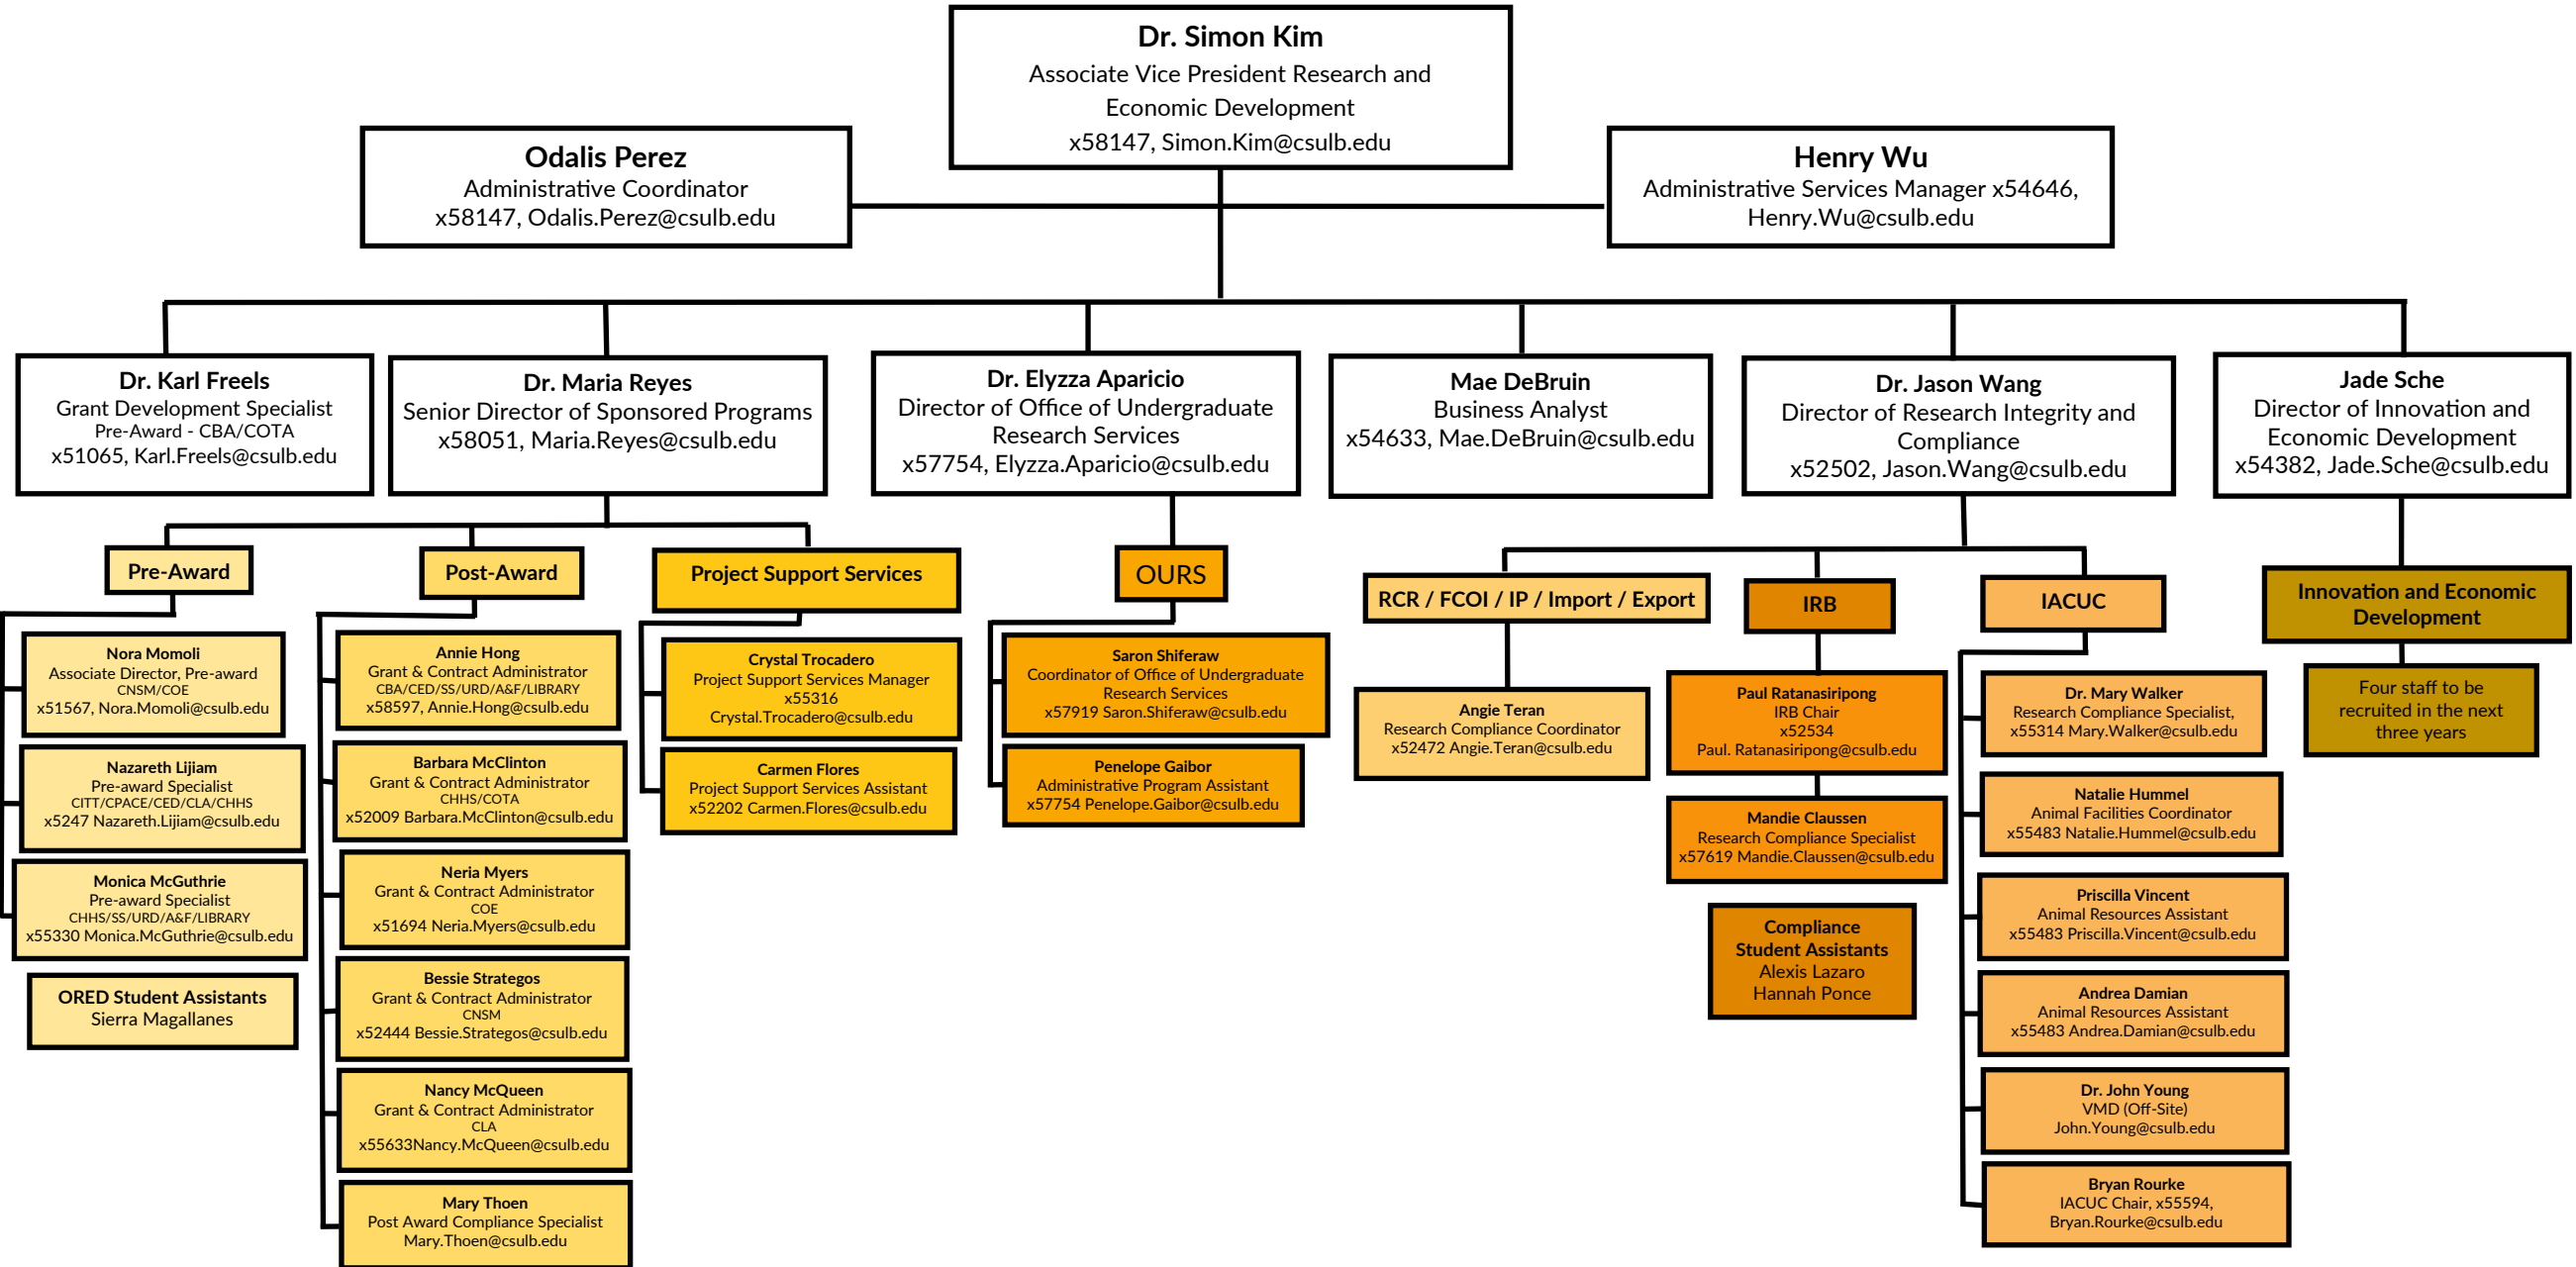 Dr. Simon Kim
Associate Vice President Research and
Economic Development
x58147, Simon.Kim@csulb.edu
Odalis Perez
Administrative Coordinator
x58147, Odalis.Perez@csulb.edu
Henry Wu
Administrative Services Manager x54646,
Henry.Wu@csulb.edu
Dr. Karl Freels
Grant Development Specialist
Pre-Award - CBA/COTA
x51065, Karl.Freels@csulb.edu
Dr. Maria Reyes
Senior Director of Sponsored Programs
x58051, Maria.Reyes@csulb.edu
Dr. Elyzza Aparicio
Director of Office of Undergraduate
Research Services
x57754, Elyzza.Aparicio@csulb.edu
Mae DeBruin
Business Analyst
x54633, Mae.DeBruin@csulb.edu
Dr. Jason Wang
Director of Research Integrity and
Compliance
x52502, Jason.Wang@csulb.edu
Jade Sche
Director of Innovation and
Economic Development
x54382, Jade.Sche@csulb.edu
Pre-Award
Nora Momoli
Associate Director, Pre-award
CNSM/COE
x51567, Nora.Momoli@csulb.edu
Nazareth Lijiam
Pre-award Specialist
CITT/CPACE/CED/CLA/CHHS
x5247 Nazareth.Lijiam@csulb.edu
Monica McGuthrie
Pre-award Specialist
CHHS/SS/URD/A&F/LIBRARY
x55330 Monica.McGuthrie@csulb.edu
ORED Student Assistants
Sierra Magallanes
Post-Award
Annie Hong
Grant & Contract Administrator
CBA/CED/SS/URD/A&F/LIBRARY
x58597, Annie.Hong@csulb.edu
Barbara McClinton
Grant & Contract Administrator
CHHS/COTA
x52009 Barbara.McClinton@csulb.edu
Neria Myers
Grant & Contract Administrator
COE
x51694 Neria.Myers@csulb.edu
Bessie Strategos
Grant & Contract Administrator
CNSM
x52444 Bessie.Strategos@csulb.edu
Nancy McQueen
Grant & Contract Administrator
CLA
x55633Nancy.McQueen@csulb.edu
Mary Thoen
Post Award Compliance Specialist
Mary.Thoen@csulb.edu
Project Support Services
Crystal Trocadero
Project Support Services Manager
x55316
Crystal.Trocadero@csulb.edu
Carmen Flores
Project Support Services Assistant
x52202 Carmen.Flores@csulb.edu
OURS
Saron Shiferaw
Coordinator of Office of Undergraduate
Research Services
x57919 Saron.Shiferaw@csulb.edu
Penelope Gaibor
Administrative Program Assistant
x57754 Penelope.Gaibor@csulb.edu
RCR / FCOI / IP / Import / Export
Angie Teran
Research Compliance Coordinator
x52472 Angie.Teran@csulb.edu
IRB
Paul Ratanasiripong
IRB Chair
x52534
Paul. Ratanasiripong@csulb.edu
Mandie Claussen
Research Compliance Specialist
x57619 Mandie.Claussen@csulb.edu
Compliance
Student Assistants
Alexis Lazaro
Hannah Ponce
IACUC
Dr. Mary Walker
Research Compliance Specialist,
x55314 Mary.Walker@csulb.edu
Natalie Hummel
Animal Facilities Coordinator
x55483 Natalie.Hummel@csulb.edu
Priscilla Vincent
Animal Resources Assistant
x55483 Priscilla.Vincent@csulb.edu
Andrea Damian
Animal Resources Assistant
x55483 Andrea.Damian@csulb.edu
Dr. John Young
VMD (Off-Site)
John.Young@csulb.edu
Bryan Rourke
IACUC Chair, x55594,
Bryan.Rourke@csulb.edu
Innovation and Economic
Development
Four staff to be
recruited in the next
three years